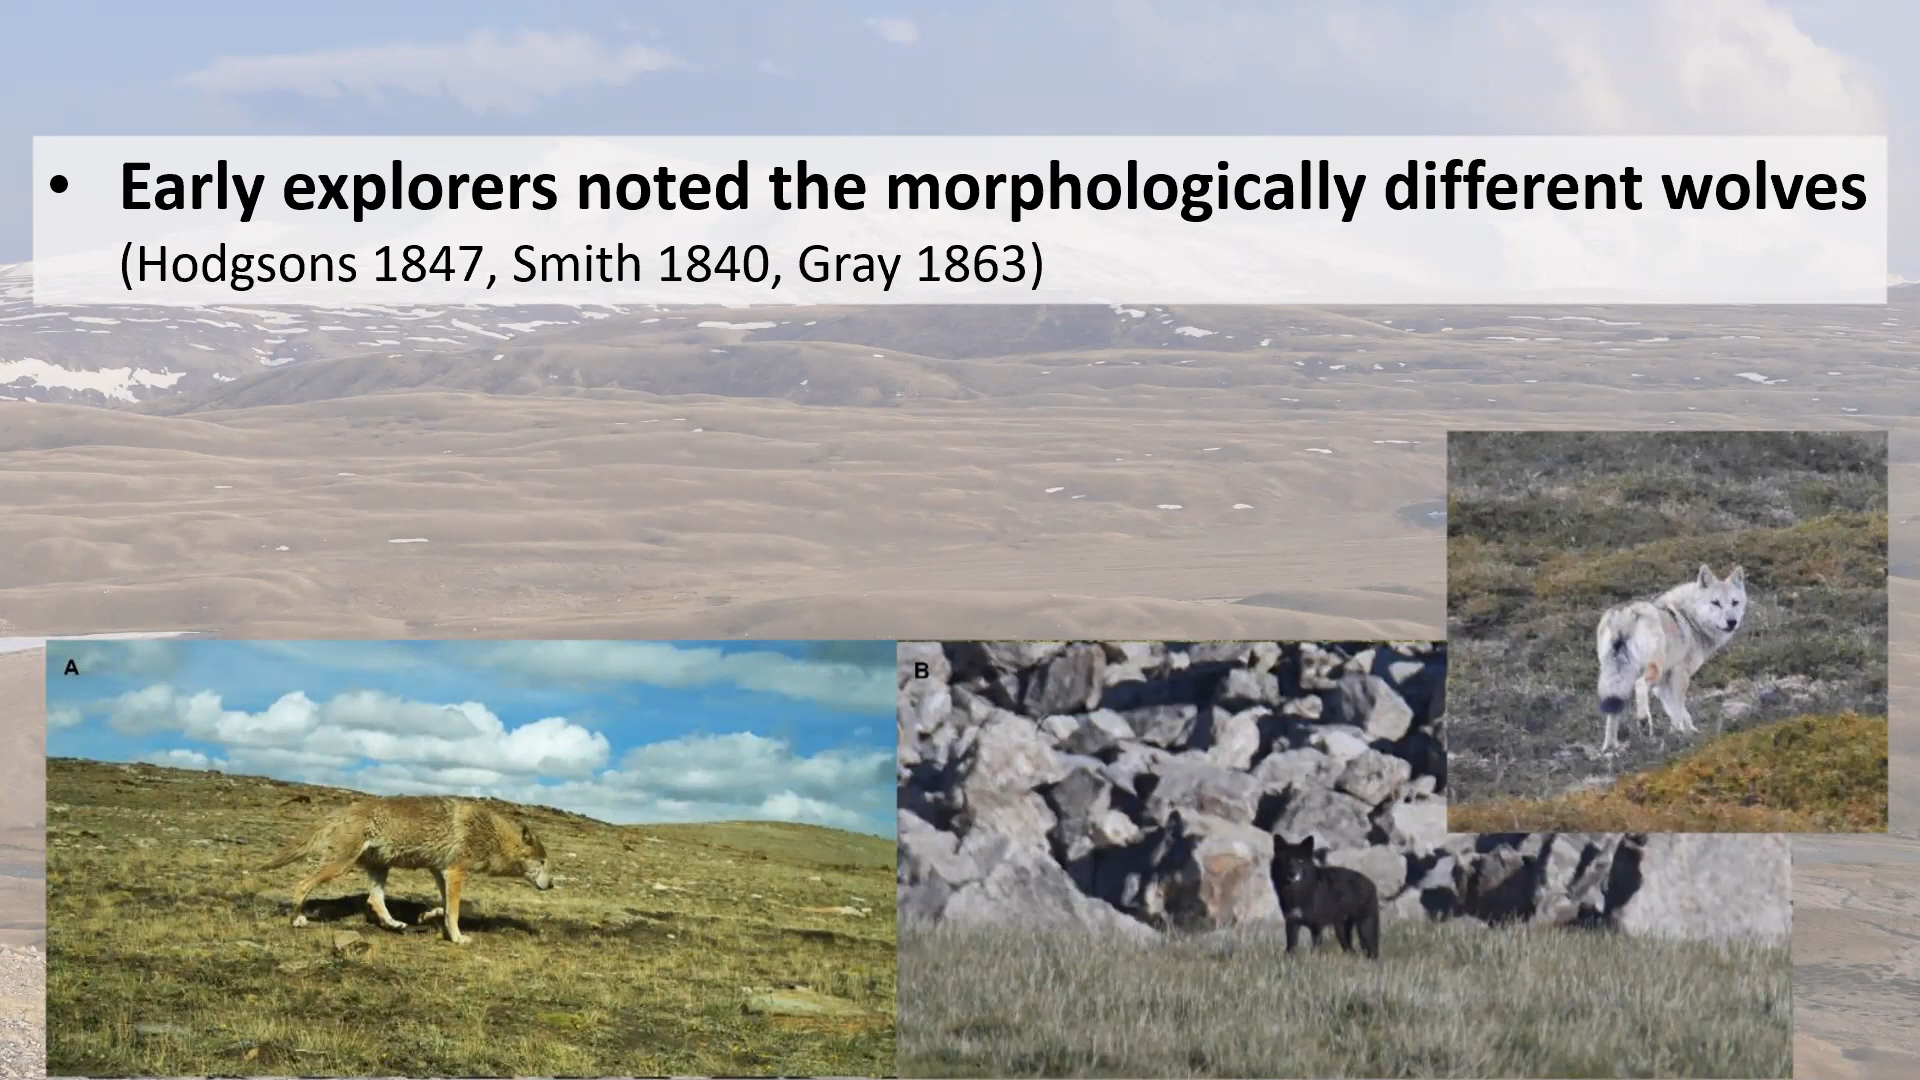 • Early explorers noted the morphologically different wolves
(Hodgsons 1847, Smith 1840, Gray 1863)
A
B